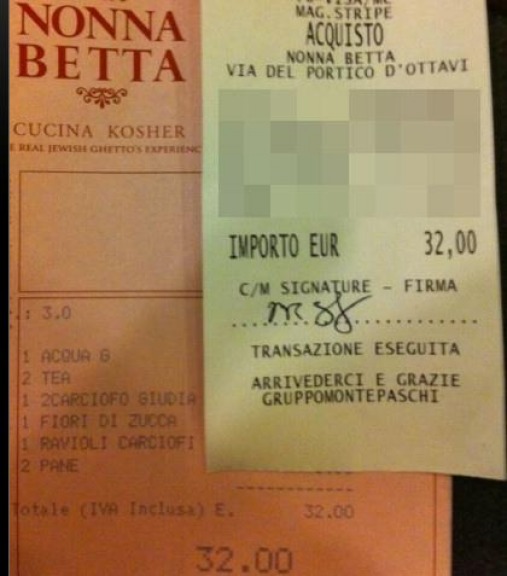 NONNA
BETTA
CUCINA KOSHER
REAL JEWISH GHETTO'S EXPERIENC
: 3.0
1 ACQUA G
2 TEA
1 2CARCIOFO GIUDIA
1 FIORI DI ZUCCA
1 RAVIOLI CARCIOFI
2 PANE
Totale (IVA Inclusa) E. 32.00
32.00
MAG.STRIPE
ACQUISTO
NONNA BETTA
VIA DEL PORTICO D'OTTAVI
IMPORTO EUR 32,00
C/M SIGNATURE - FIRMA
TRANSAZIONE ESEGUITA
ARRIVEDERCI E GRAZIE
GRUPPOMONTEPASCHI